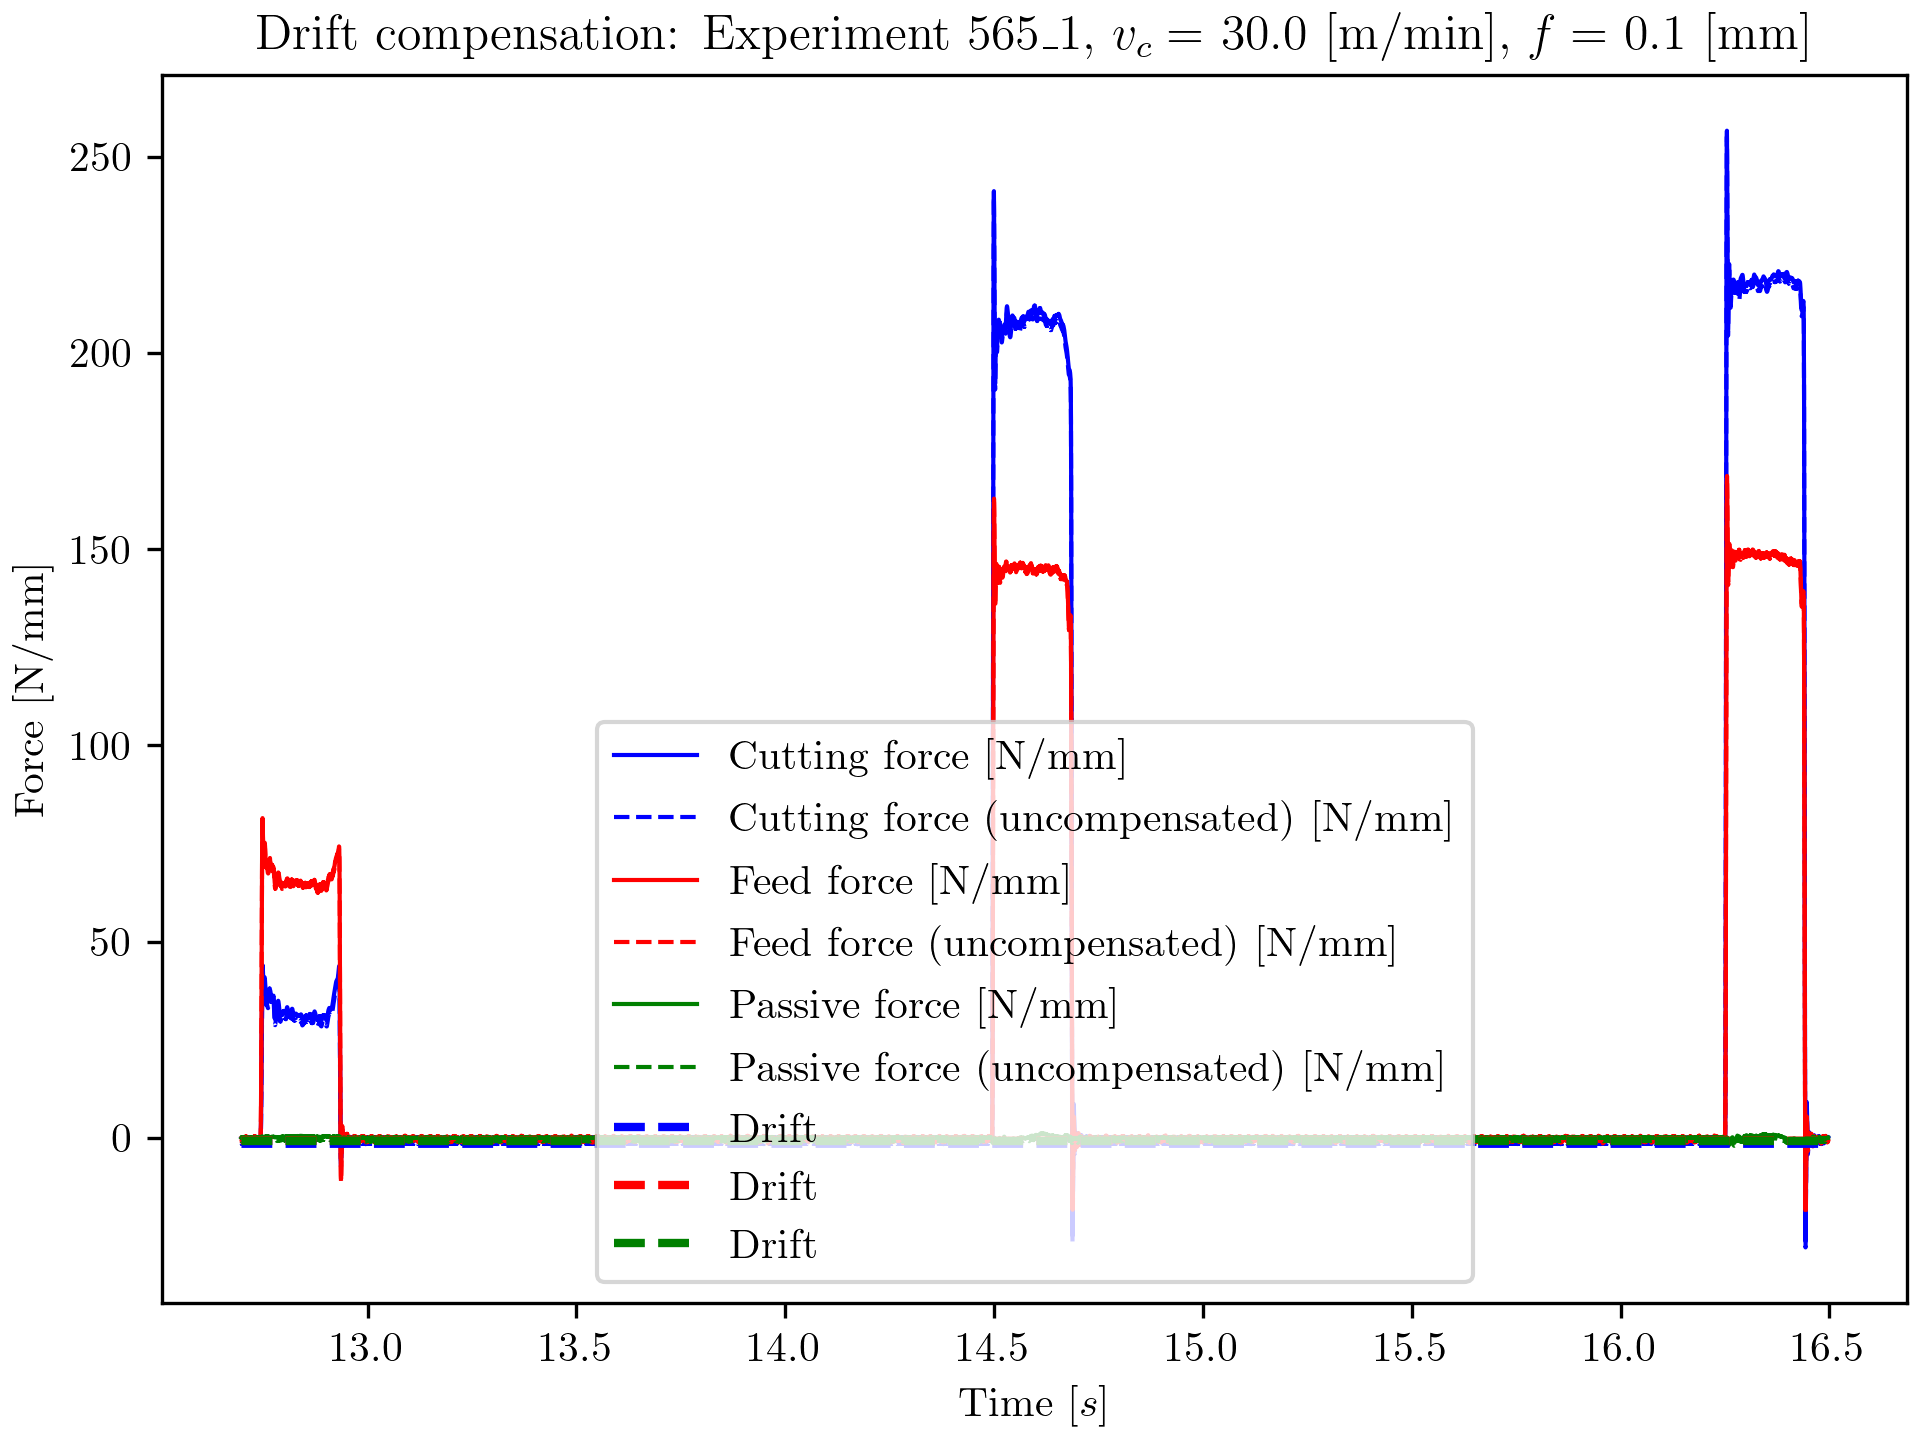 Drift compensation: Experiment 565_1, v_c = 30.0 [m/min], f = 0.1 [mm]
Force [N/mm]
250
200
150
100
50
0
Cutting force [N/mm]
Cutting force (uncompensated) [N/mm]
Feed force [N/mm]
Feed force (uncompensated) [N/mm]
Passive force [N/mm]
Passive force (uncompensated) [N/mm]
Drift
Drift
Drift
13.0 13.5 14.0 14.5 15.0 15.5 16.0 16.5
Time [s]